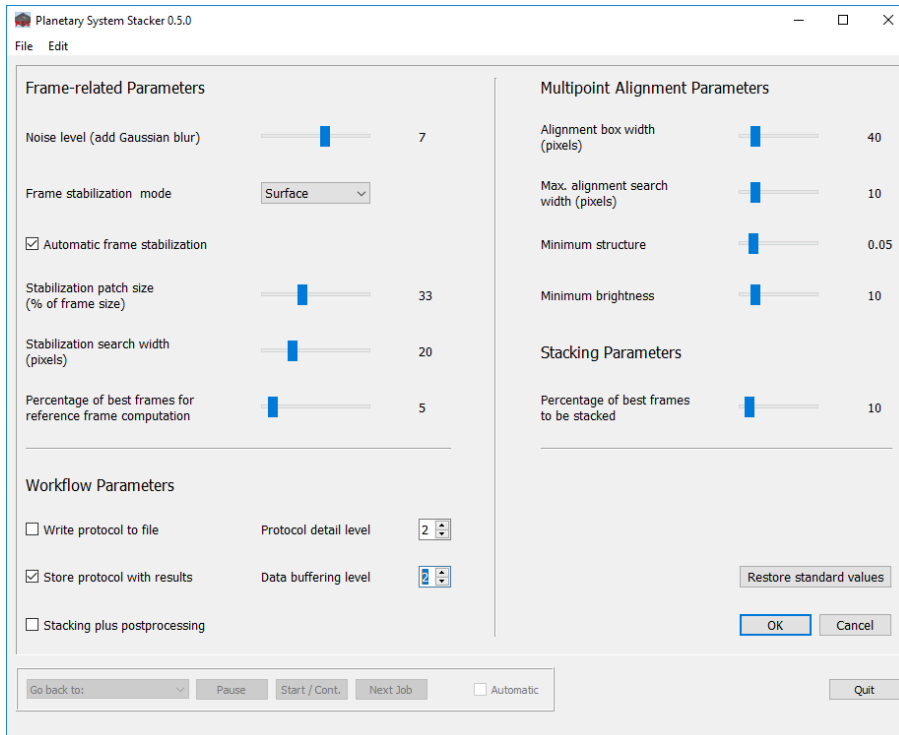 Planetary System Stacker 0.5.0
File Edit
Frame-related Parameters
Noise level (add Gaussian blur) 7
Frame stabilization mode Surface
Automatic frame stabilization
Stabilization patch size
(% of frame size) 33
Stabilization search width
(pixels) 20
Percentage of best frames for
reference frame computation 5
Workflow Parameters
Write protocol to file Protocol detail level 2
Store protocol with results Data buffering level 2
Stacking plus postprocessing
Multipoint Alignment Parameters
Alignment box width
(pixels) 40
Max. alignment search
width (pixels) 10
Minimum structure 0.05
Minimum brightness 10
Stacking Parameters
Percentage of best frames
to be stacked 10
Restore standard values
OK Cancel
Go back to: Pause Start / Cont. Next Job Automatic Quit